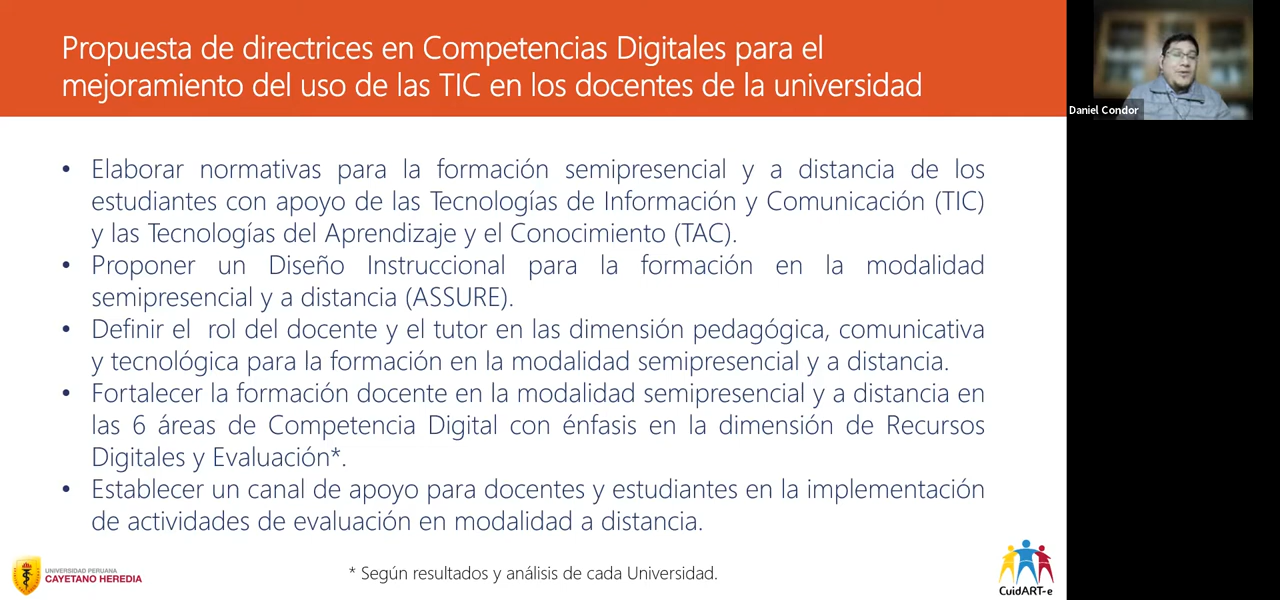 Propuesta de directrices en Competencias Digitales para el
mejoramiento del uso de las TIC en los docentes de la universidad
Daniel Condor
• Elaborar normativas para la formación semipresencial y a distancia de los
estudiantes con apoyo de las Tecnologías de Información y Comunicación (TIC)
y las Tecnologías del Aprendizaje y el Conocimiento (TAC).
• Proponer un Diseño Instruccional para la formación en la modalidad
semipresencial y a distancia (ASSURE).
• Definir el rol del docente y el tutor en las dimensión pedagógica, comunicativa
y tecnológica para la formación en la modalidad semipresencial y a distancia.
• Fortalecer la formación docente en la modalidad semipresencial y a distancia en
las 6 áreas de Competencia Digital con énfasis en la dimensión de Recursos
Digitales y Evaluación*.
• Establecer un canal de apoyo para docentes y estudiantes en la implementación
de actividades de evaluación en modalidad a distancia.
UNIVERSIDAD PERUANA
CAYETANO HEREDIA
* Según resultados y análisis de cada Universidad.
CuidART-e